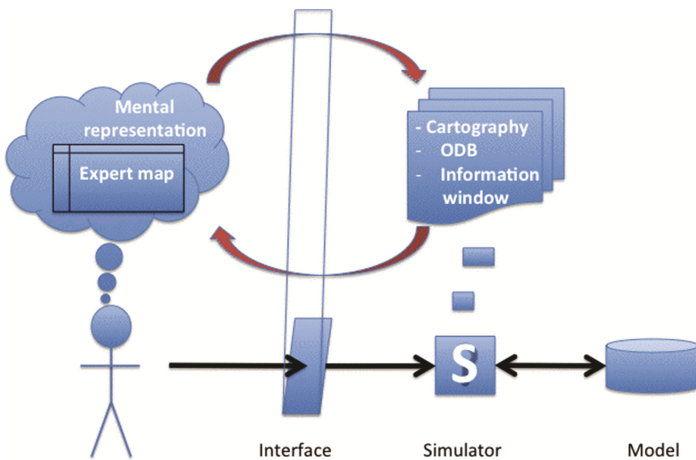 Mental
representation
Expert map
- Cartography
- ODB
- Information
window
S
Interface
Simulator
Model